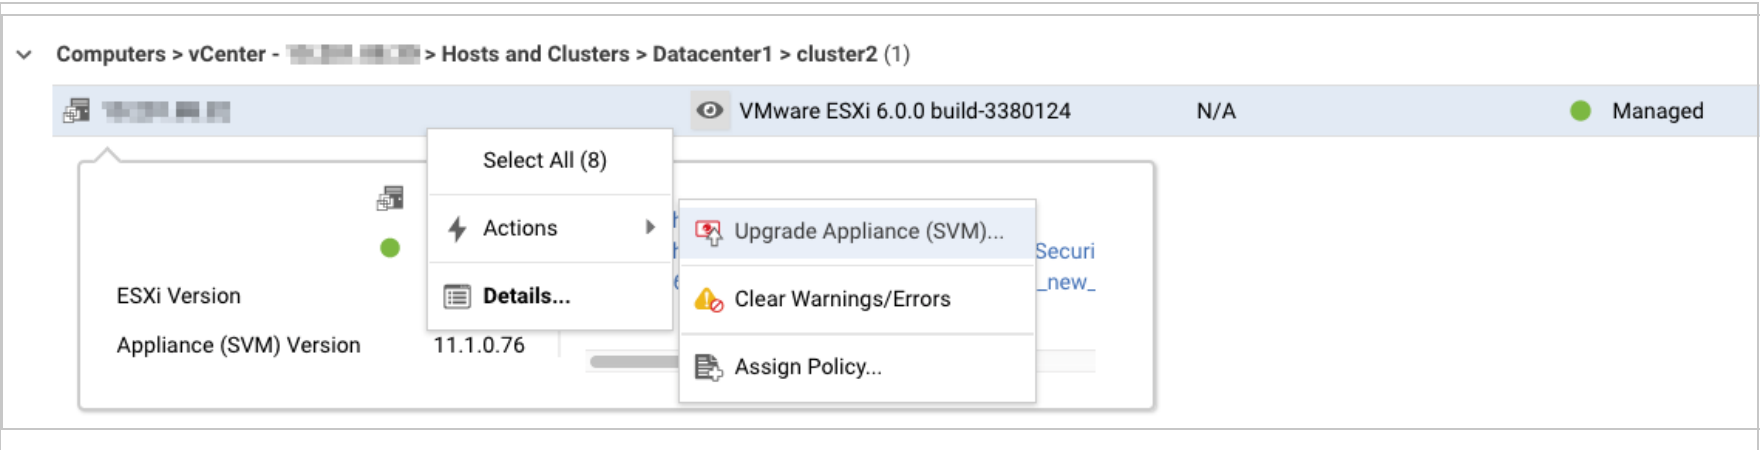 Computers > vCenter - > Hosts and Clusters > Datacenter1 > cluster2 (1)
VMware ESXi 6.0.0 build-3380124 N/A Managed
Select All (8)
Actions
Details...
Upgrade Appliance (SVM)...
Clear Warnings/Errors
Assign Policy...
Securi
_new_
ESXi Version
Appliance (SVM) Version 11.1.0.76